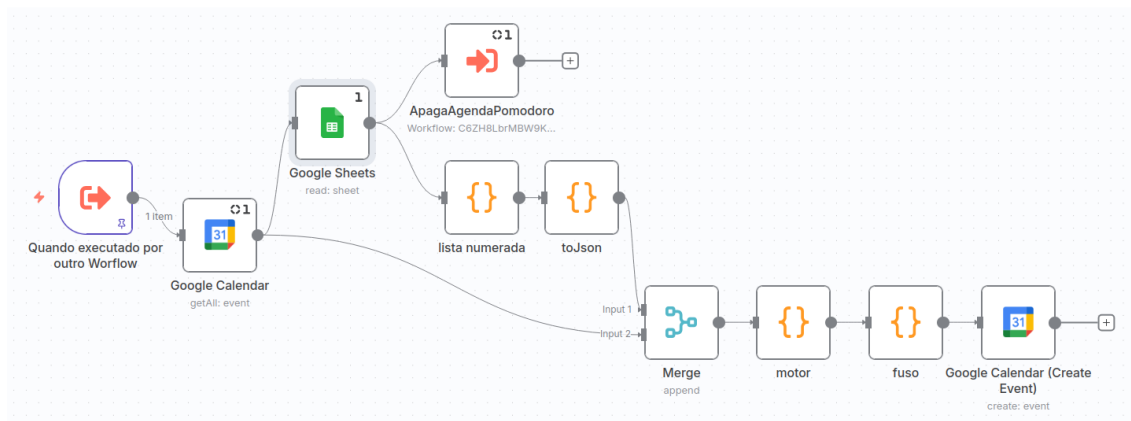 1
ApagaAgendaPomodoro
Workflow: C6ZH8LbrMBW9K...
1
Google Sheets
read: sheet
1 item
Quando executado por
outro Worflow
1
31
Google Calendar
getAll: event
lista numerada
toJson
Input 1
Input 2
Merge
append
motor
fuso
31
Google Calendar (Create
Event)
create: event